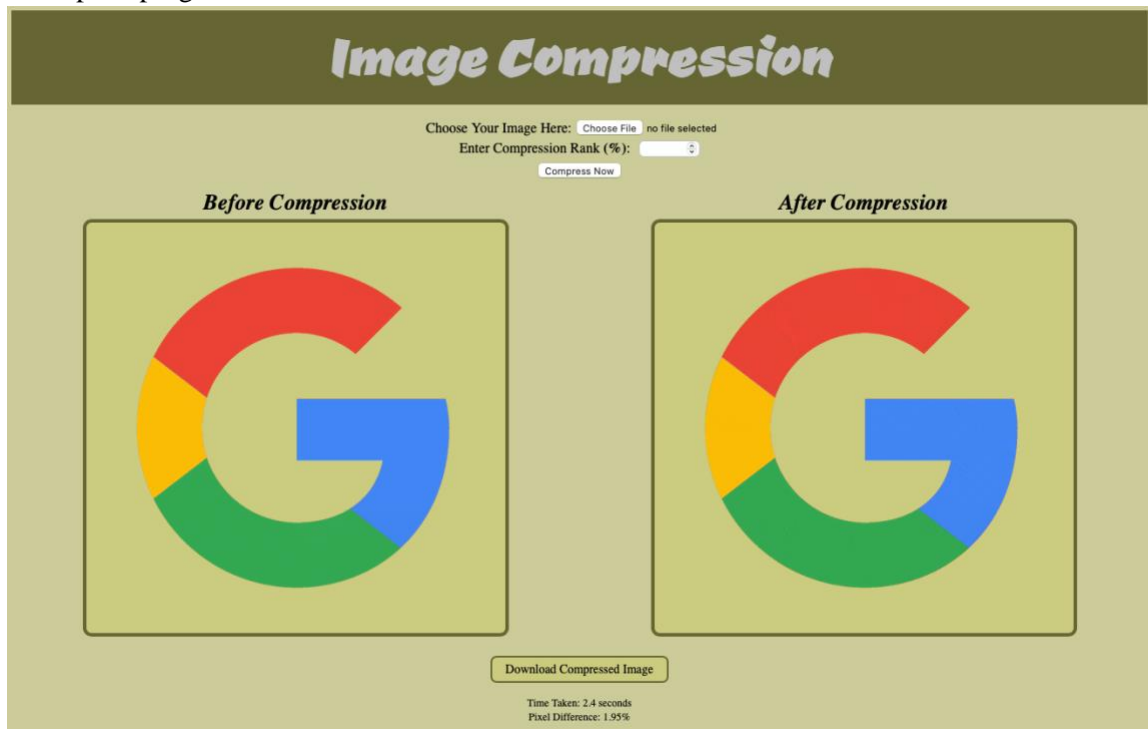 Image Compression
Choose Your Image Here: Choose File no file selected
Enter Compression Rank (%):
Compress Now
Before Compression
After Compression
Download Compressed Image
Time Taken: 2.4 seconds
Pixel Difference: 1.95%